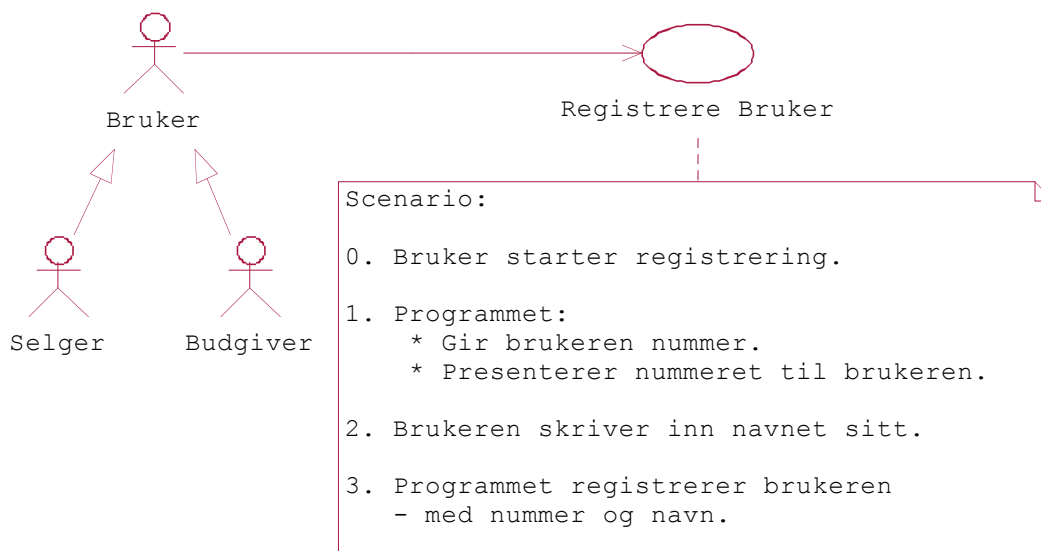 Bruker
Registrere Bruker
Selger
Budgiver
Scenario:
0. Bruker starter registrering.
1. Programmet:
* Gir brukeren nummer.
* Presenterer nummeret til brukeren.
2. Brukeren skriver inn navnet sitt.
3. Programmet registrerer brukeren
- med nummer og navn.